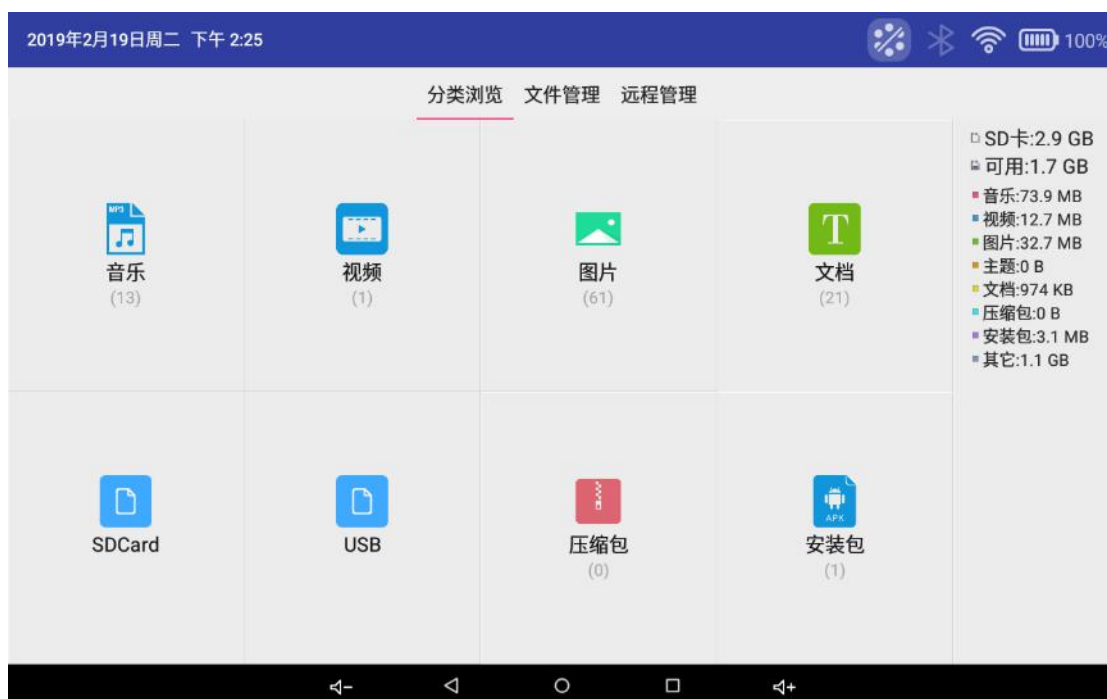 2019年2月19日周二 下午 2:25
100%
分类浏览 文件管理 远程管理
SD卡:2.9 GB
可用:1.7 GB
音乐:73.9 MB
视频:12.7 MB
图片:32.7 MB
主题:0 B
文档:974 KB
压缩包:0 B
安装包:3.1 MB
其它:1.1 GB
MP3
音乐
(13)
视频
(1)
图片
(61)
T
文档
(21)
SDCard
USB
压缩包
(0)
APK
安装包
(1)